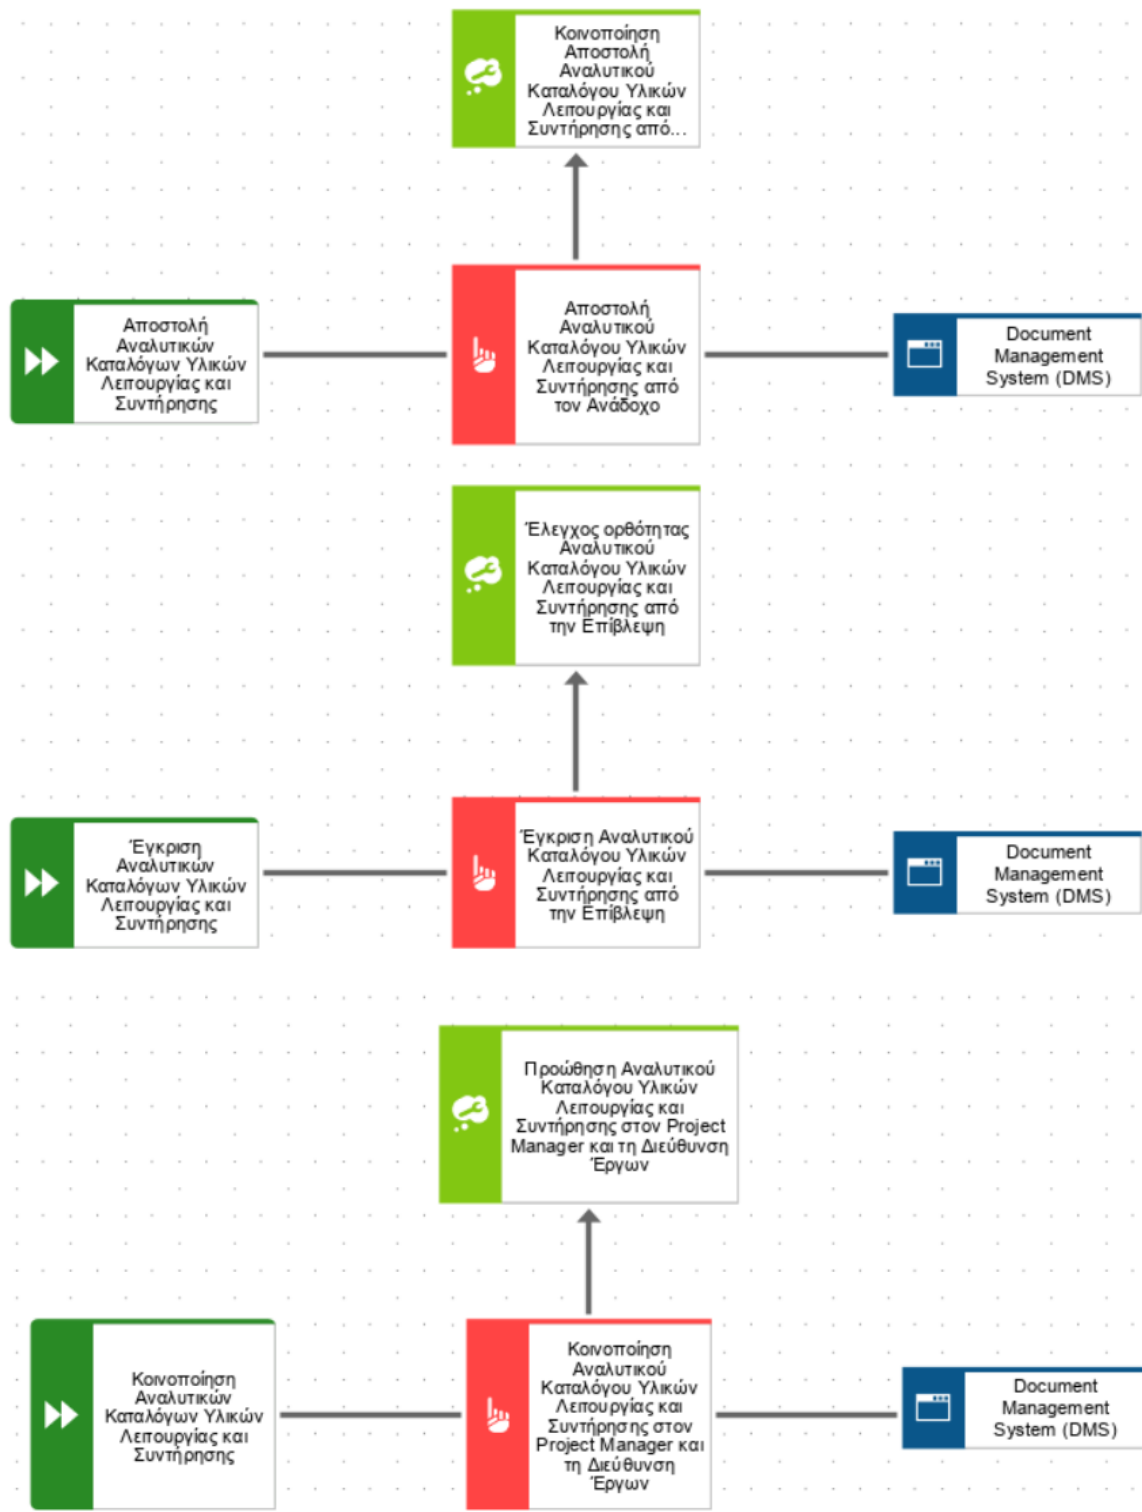 Κοινοποίηση
Αποστολή
Αναλυτικού
Καταλόγου Υλικών
Λειτουργίας και
Συντήρησης από...
Αποστολή
Αναλυτικών
Καταλόγων Υλικών
Λειτουργίας και
Συντήρησης
Αποστολή
Αναλυτικού
Καταλόγου Υλικών
Λειτουργίας και
Συντήρησης από
τον Ανάδοχο
Document
Management
System (DMS)
Έλεγχος ορθότητας
Αναλυτικού
Καταλόγου Υλικών
Λειτουργίας και
Συντήρησης από
την Επίβλεψη
Έγκριση
Αναλυτικών
Καταλόγων Υλικών
Λειτουργίας και
Συντήρησης
Έγκριση Αναλυτικού
Καταλόγου Υλικών
Λειτουργίας και
Συντήρησης από
την Επίβλεψη
Document
Management
System (DMS)
Προώθηση Αναλυτικού
Καταλόγου Υλικών
Λειτουργίας και
Συντήρησης στον Project
Manager και τη Διεύθυνση
Έργων
Κοινοποίηση
Αναλυτικών
Καταλόγων Υλικών
Λειτουργίας και
Συντήρησης
Κοινοποίηση
Αναλυτικού
Καταλόγου Υλικών
Λειτουργίας και
Συντήρησης στον
Project Manager και
τη Διεύθυνση
Έργων
Document
Management
System (DMS)